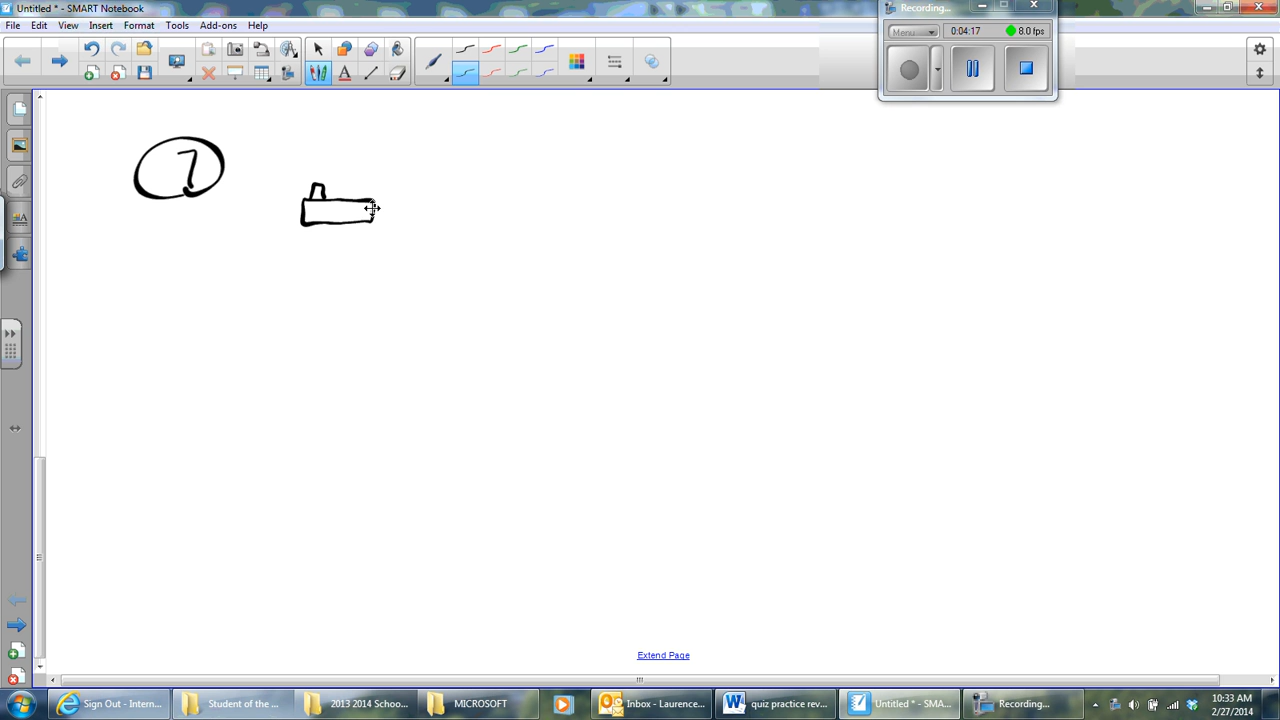 Untitled * - SMART Notebook
Recording...
File Edit View Insert Format Tools Add-ons Help
Menu 0:04:17 8.0 fps
7
Extend Page
Sign Out - Intern... Student of the ... 2013 2014 Schoo... MICROSOFT Inbox - Laurence... quiz practice rev... Untitled * - SMA... Recording...
10:33 AM
2/27/2014